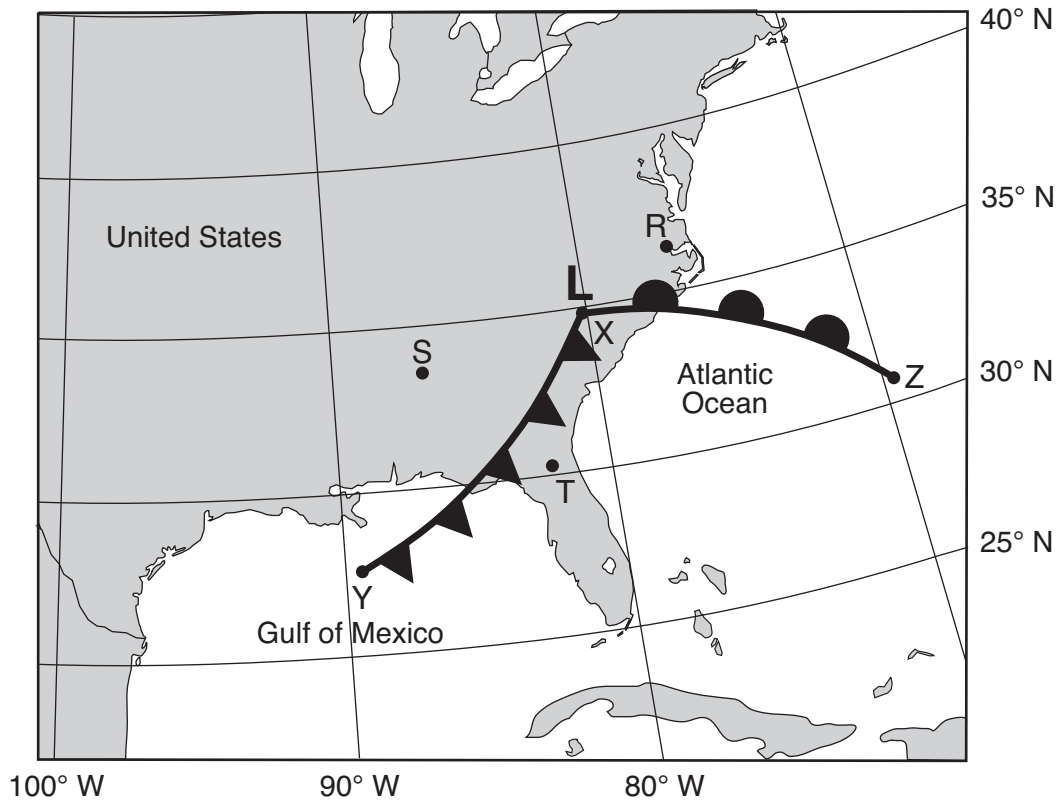 40° N
35° N
R
United States
L
X
S
Atlantic
Ocean
Z
30° N
T
25° N
Y
Gulf of Mexico
100° W
90° W
80° W